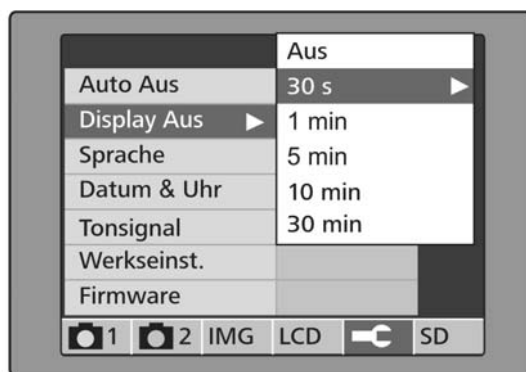 Auto Aus
Display Aus
Sprache
Datum & Uhr
Tonsignal
Werkseinst.
Firmware
Aus
30 s
1 min
5 min
10 min
30 min
1 2 IMG LCD SD